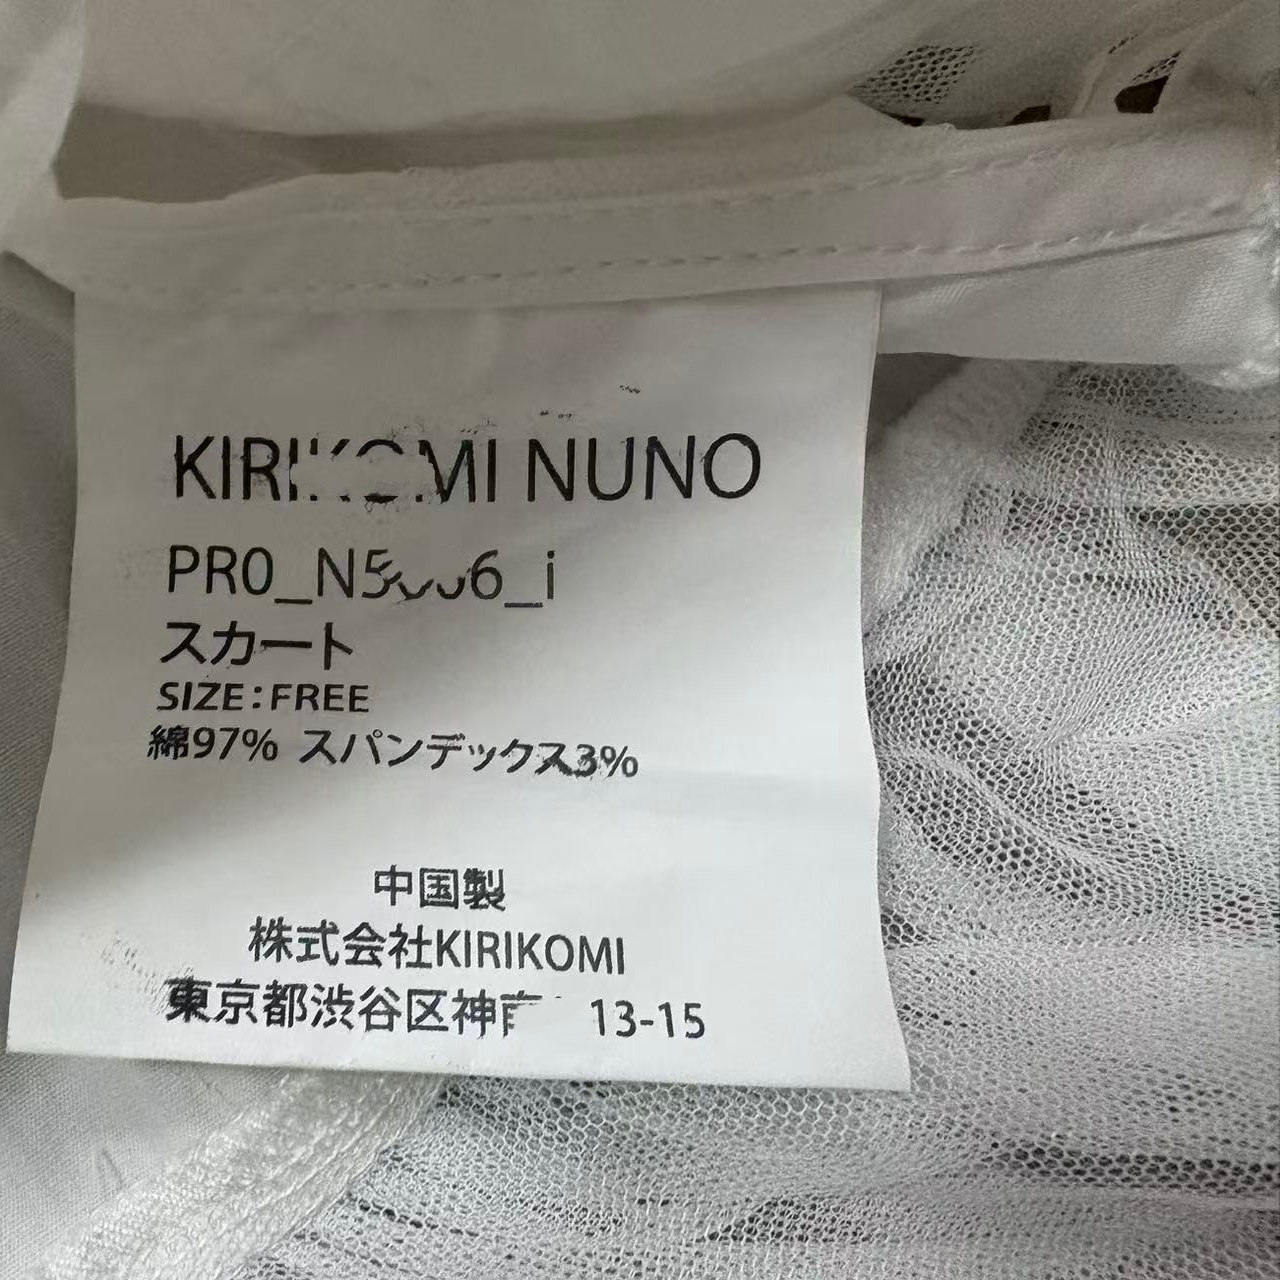 KIRIKOMI NUNO
スカート
SIZE:FREE
綿97% スパンデックス3%
中国製
株式会社KIRIKOMI
東京都渋谷区神 13-15